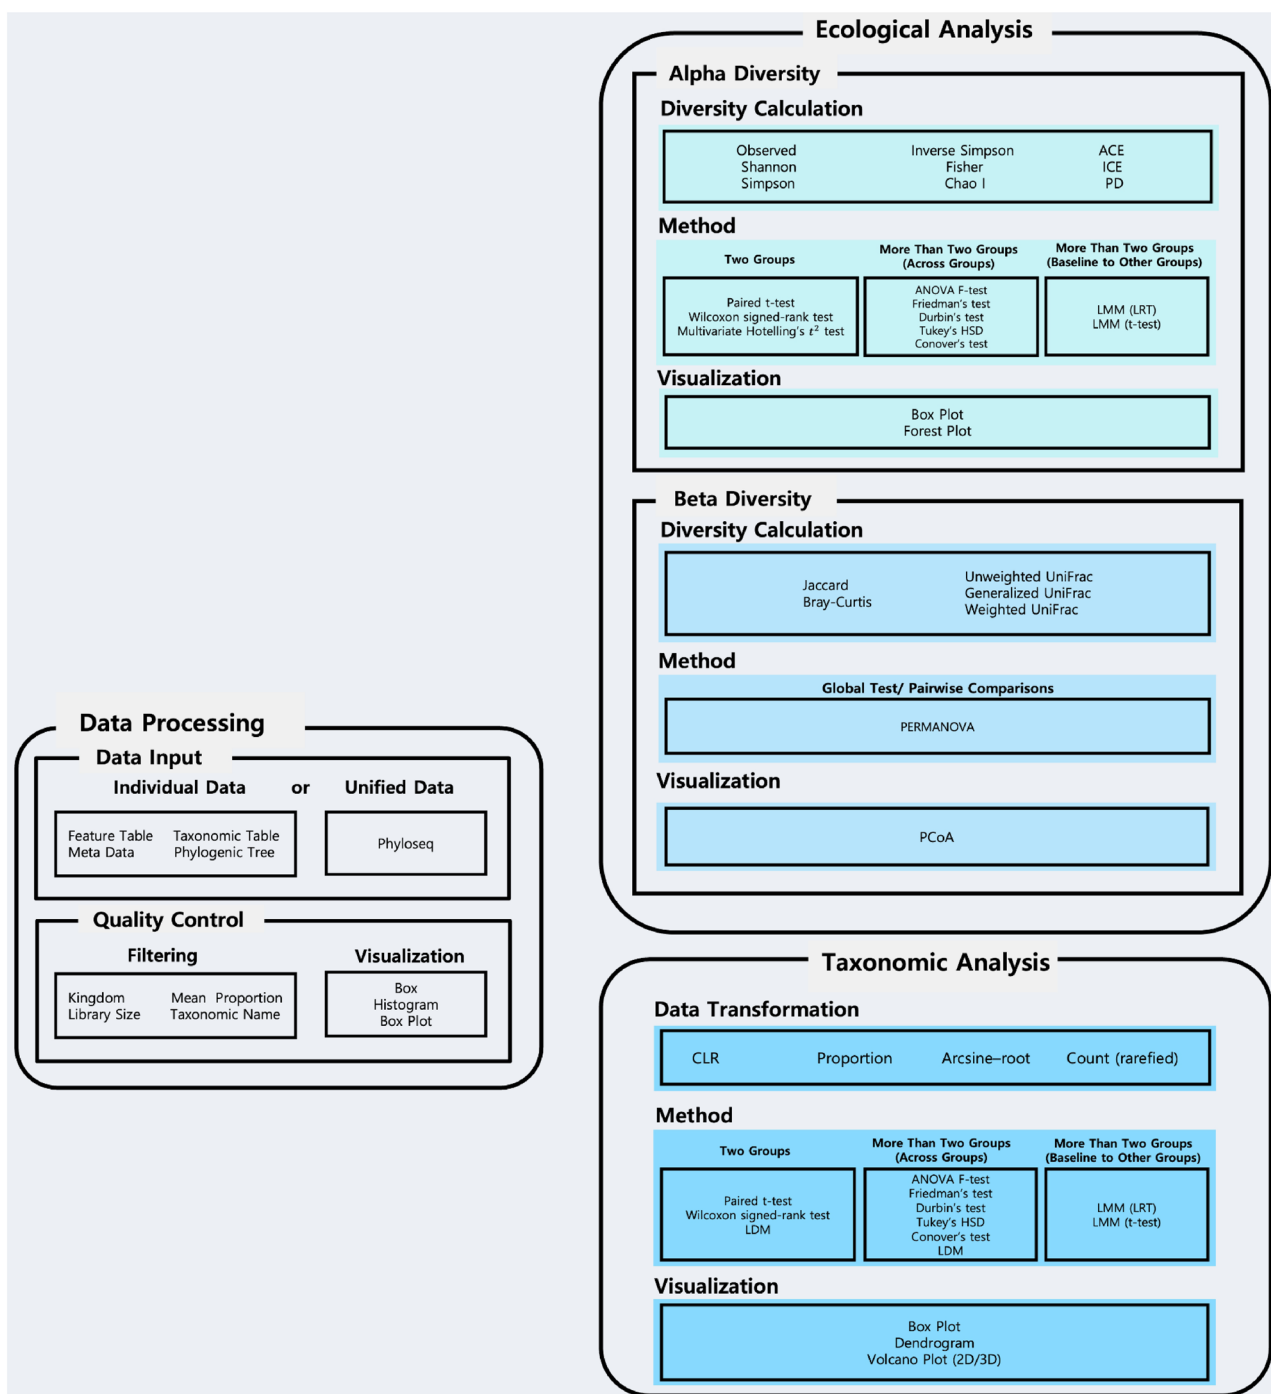 Data Processing
Data Input
Individual Data or Unified Data
Feature Table Taxonomic Table
Meta Data Phylogenic Tree
Phyloseq
Quality Control
Filtering
Kingdom Mean Proportion
Library Size Taxonomic Name
Visualization
Box
Histogram
Box Plot
Ecological Analysis
Alpha Diversity
Diversity Calculation
Observed Inverse Simpson ACE
Shannon Fisher ICE
Simpson Chao I PD
Method
Two Groups
Paired t-test
Wilcoxon signed-rank test
Multivariate Hotelling's t² test
More Than Two Groups
(Across Groups)
ANOVA F-test
Friedman's test
Durbin's test
Tukey's HSD
Conover's test
More Than Two Groups
(Baseline to Other Groups)
LMM (LRT)
LMM (t-test)
Visualization
Box Plot
Forest Plot
Beta Diversity
Diversity Calculation
Jaccard
Bray-Curtis
Unweighted UniFrac
Generalized UniFrac
Weighted UniFrac
Method
Global Test/ Pairwise Comparisons
PERMANOVA
Visualization
PCoA
Taxonomic Analysis
Data Transformation
CLR Proportion Arcsine–root Count (rarefied)
Method
Two Groups
Paired t-test
Wilcoxon signed-rank test
LDM
More Than Two Groups
(Across Groups)
ANOVA F-test
Friedman's test
Durbin's test
Tukey's HSD
Conover's test
LDM
More Than Two Groups
(Baseline to Other Groups)
LMM (LRT)
LMM (t-test)
Visualization
Box Plot
Dendrogram
Volcano Plot (2D/3D)